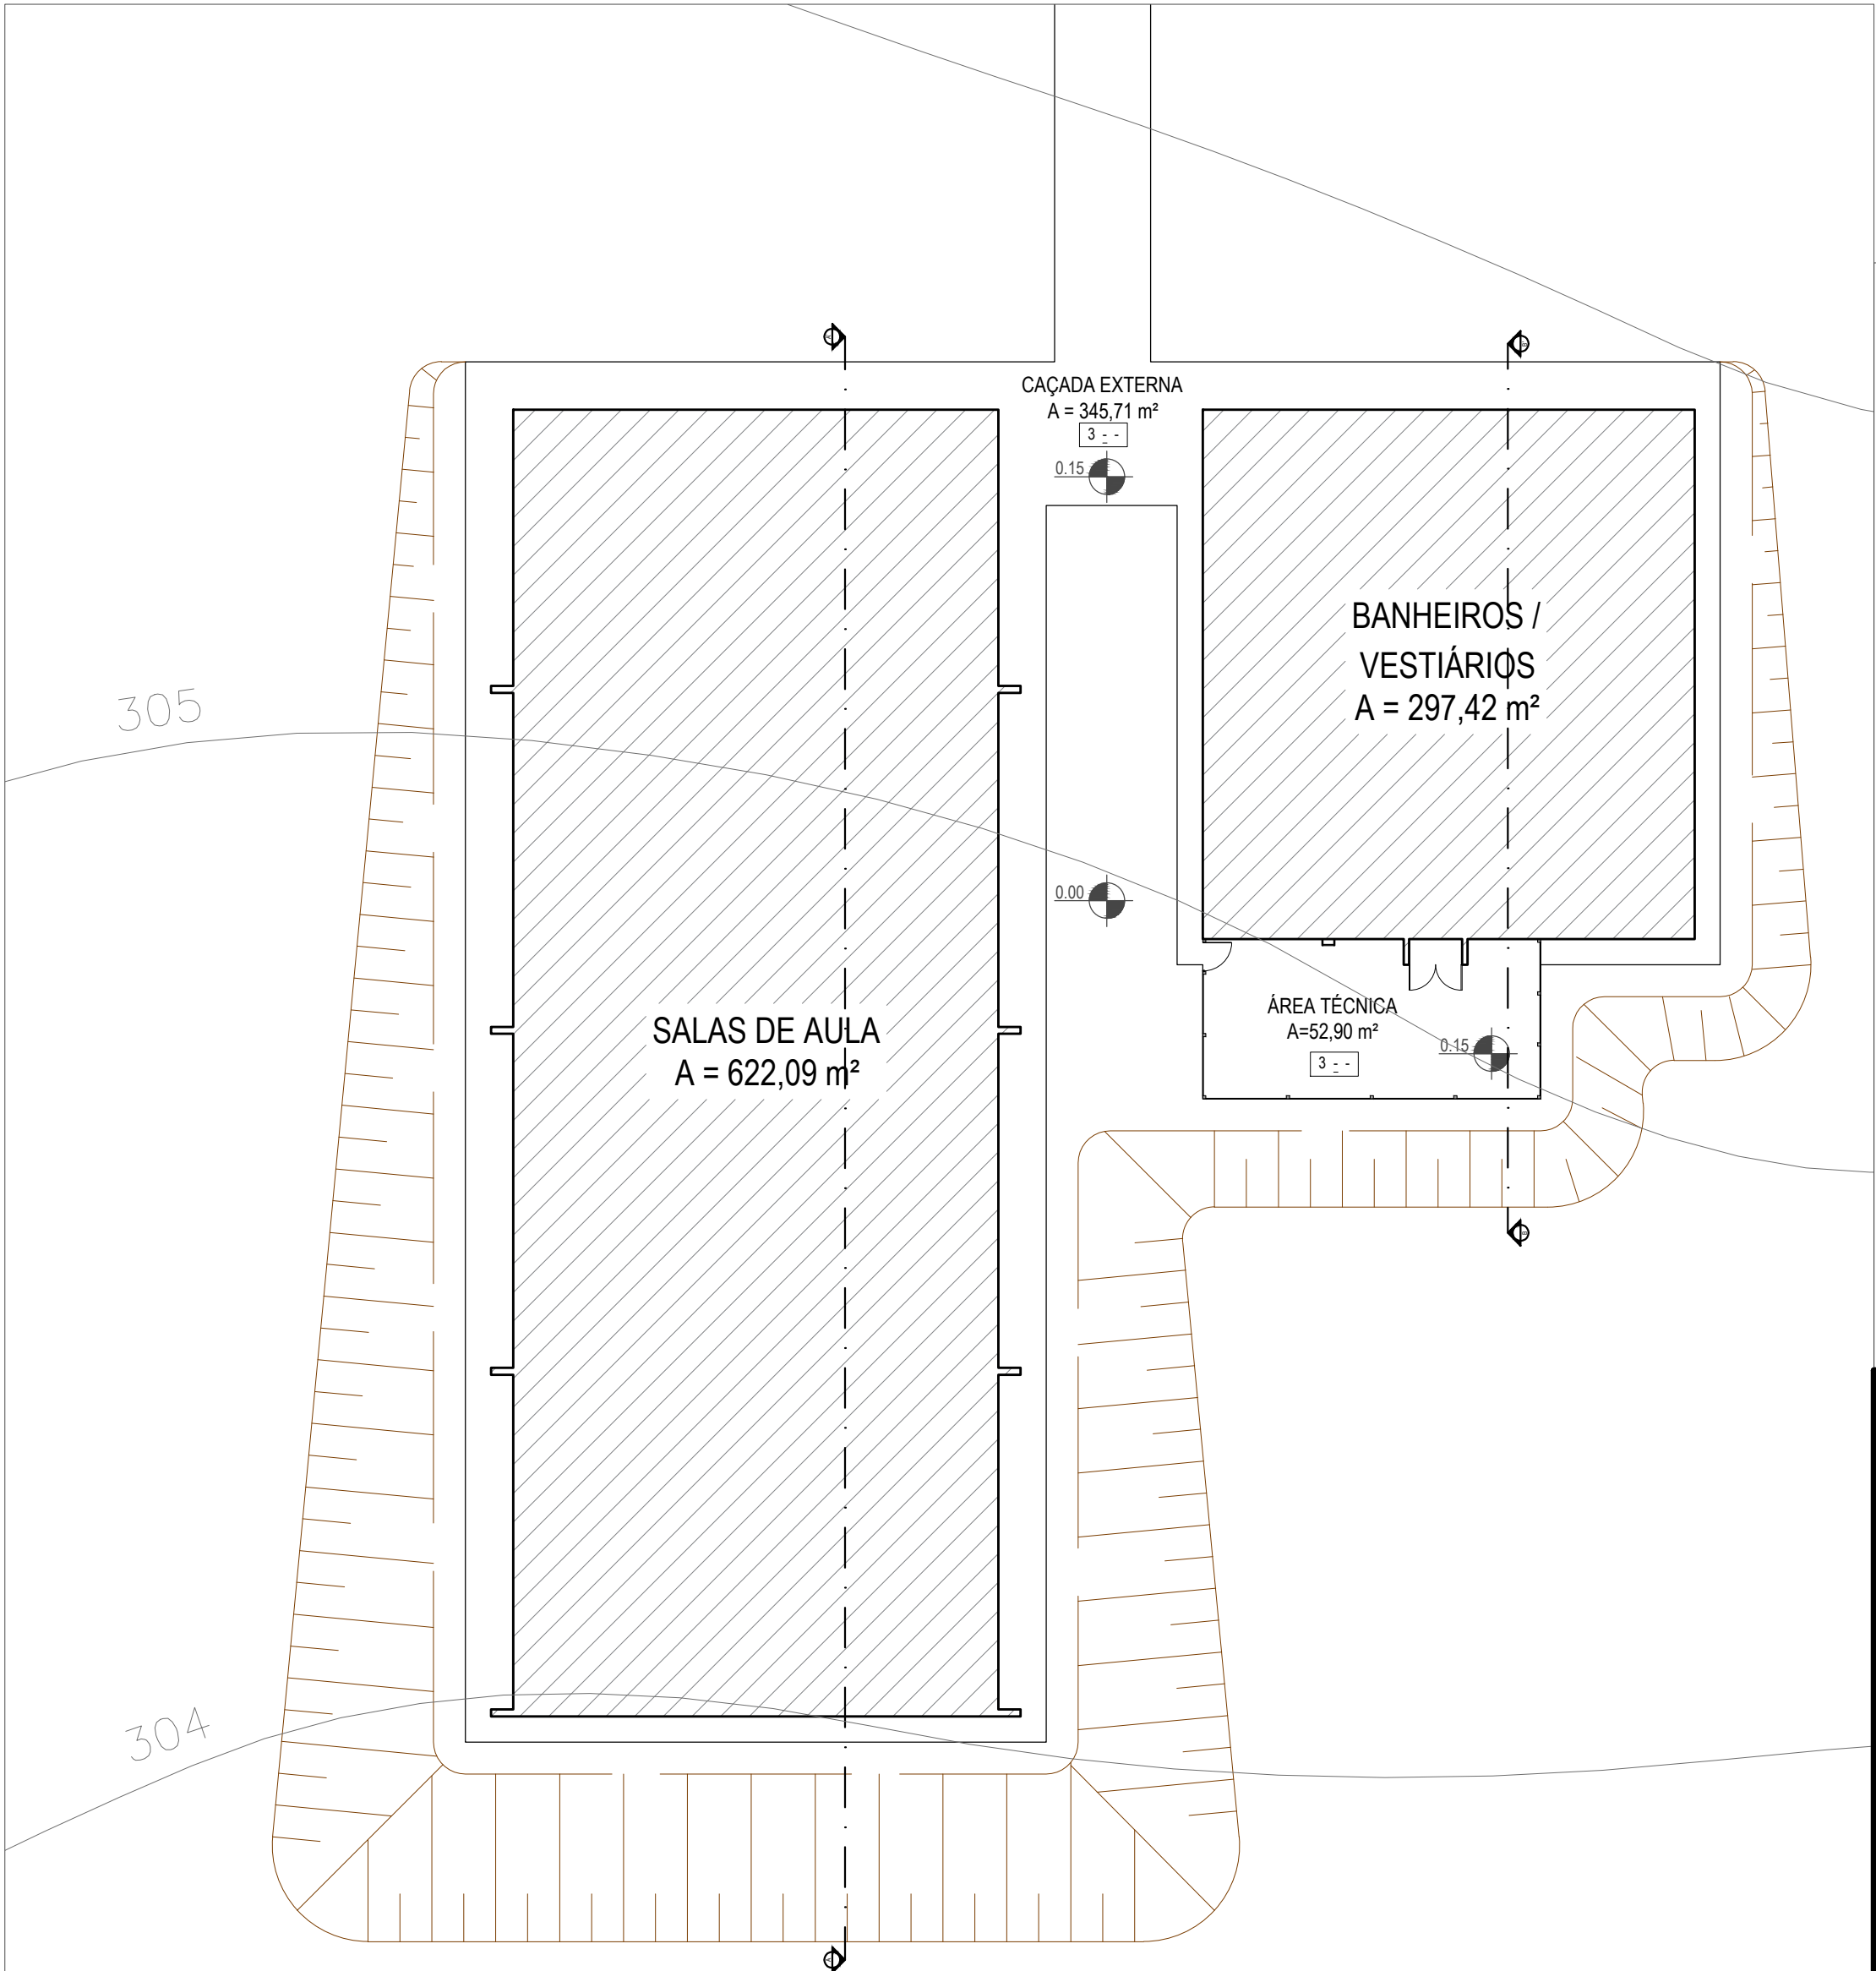 CAÇADA EXTERNA
A = 345,71 m²
3 - -
0.15
BANHEIROS /
VESTIÁRIOS
A = 297,42 m²
305
0.00
SALAS DE AULA
A = 622,09 m²
ÁREA TÉCNICA
A=52,90 m²
3 - -
0.15
304